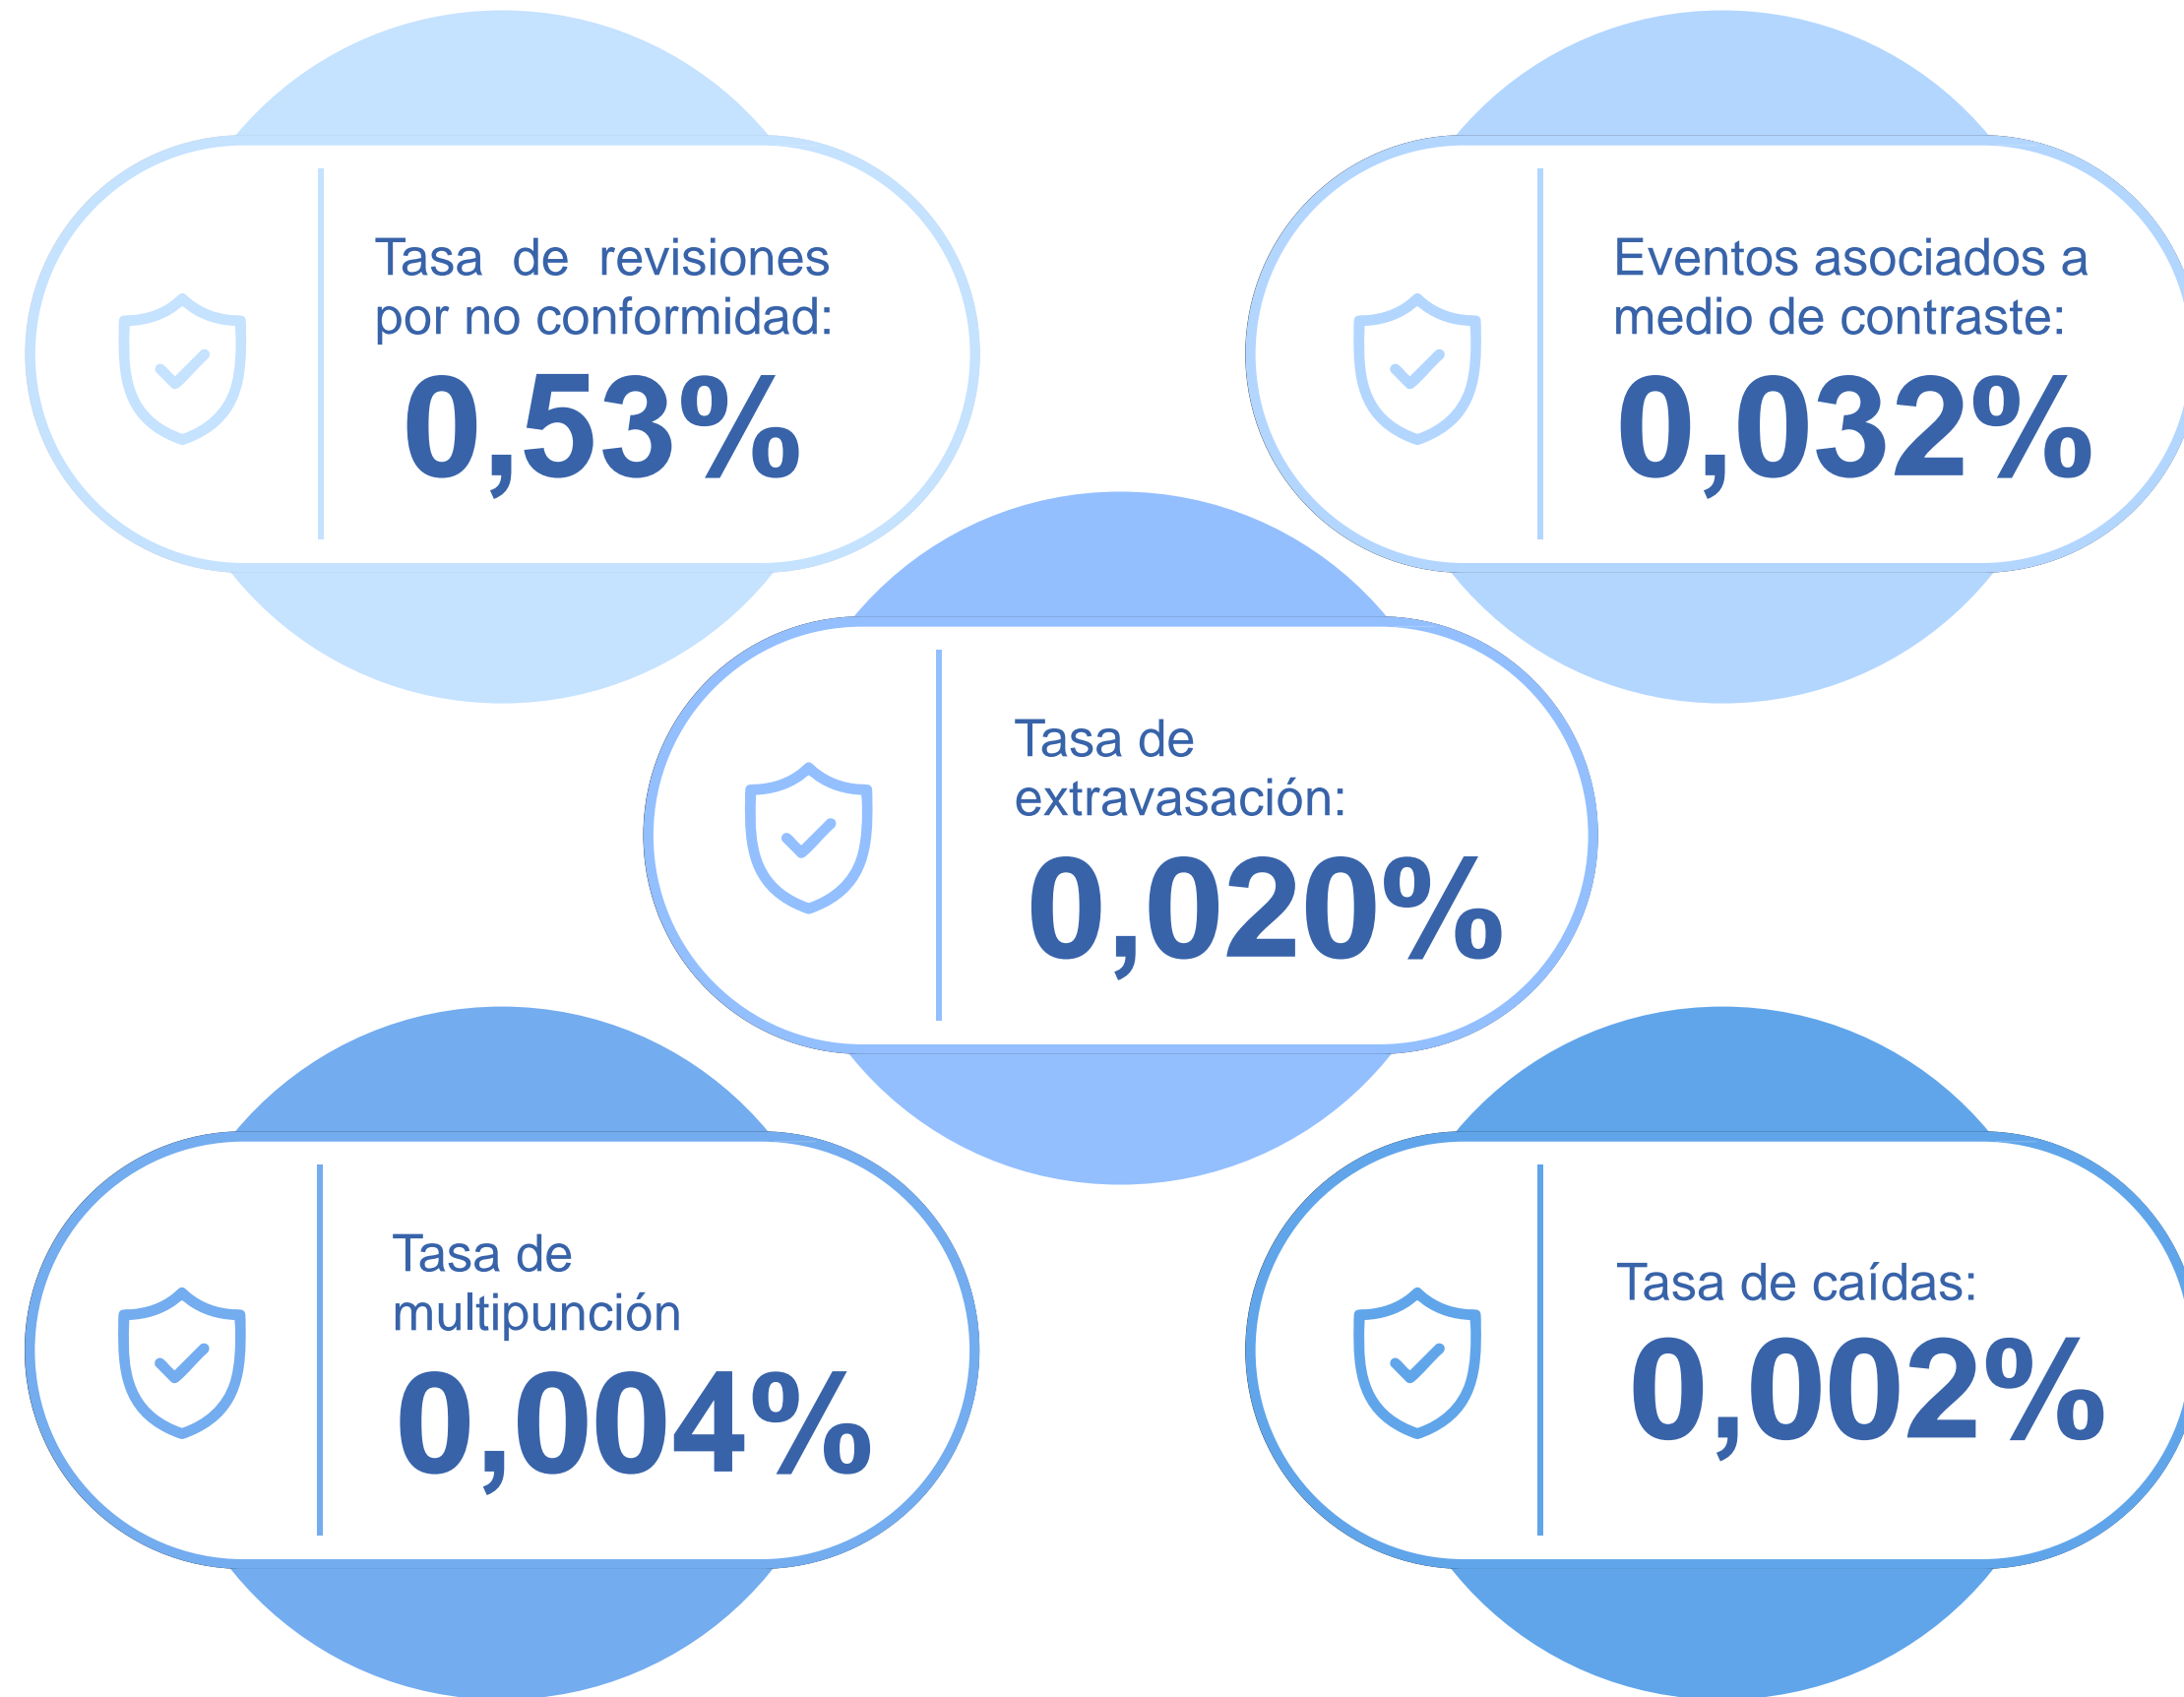 Tasa de revisiones
por no conformidad:
0,53%
Eventos asociados a
medio de contraste:
0,032%
Tasa de
extravasación:
0,020%
Tasa de
multipunción
0,004%
Tasa de caídas:
0,002%